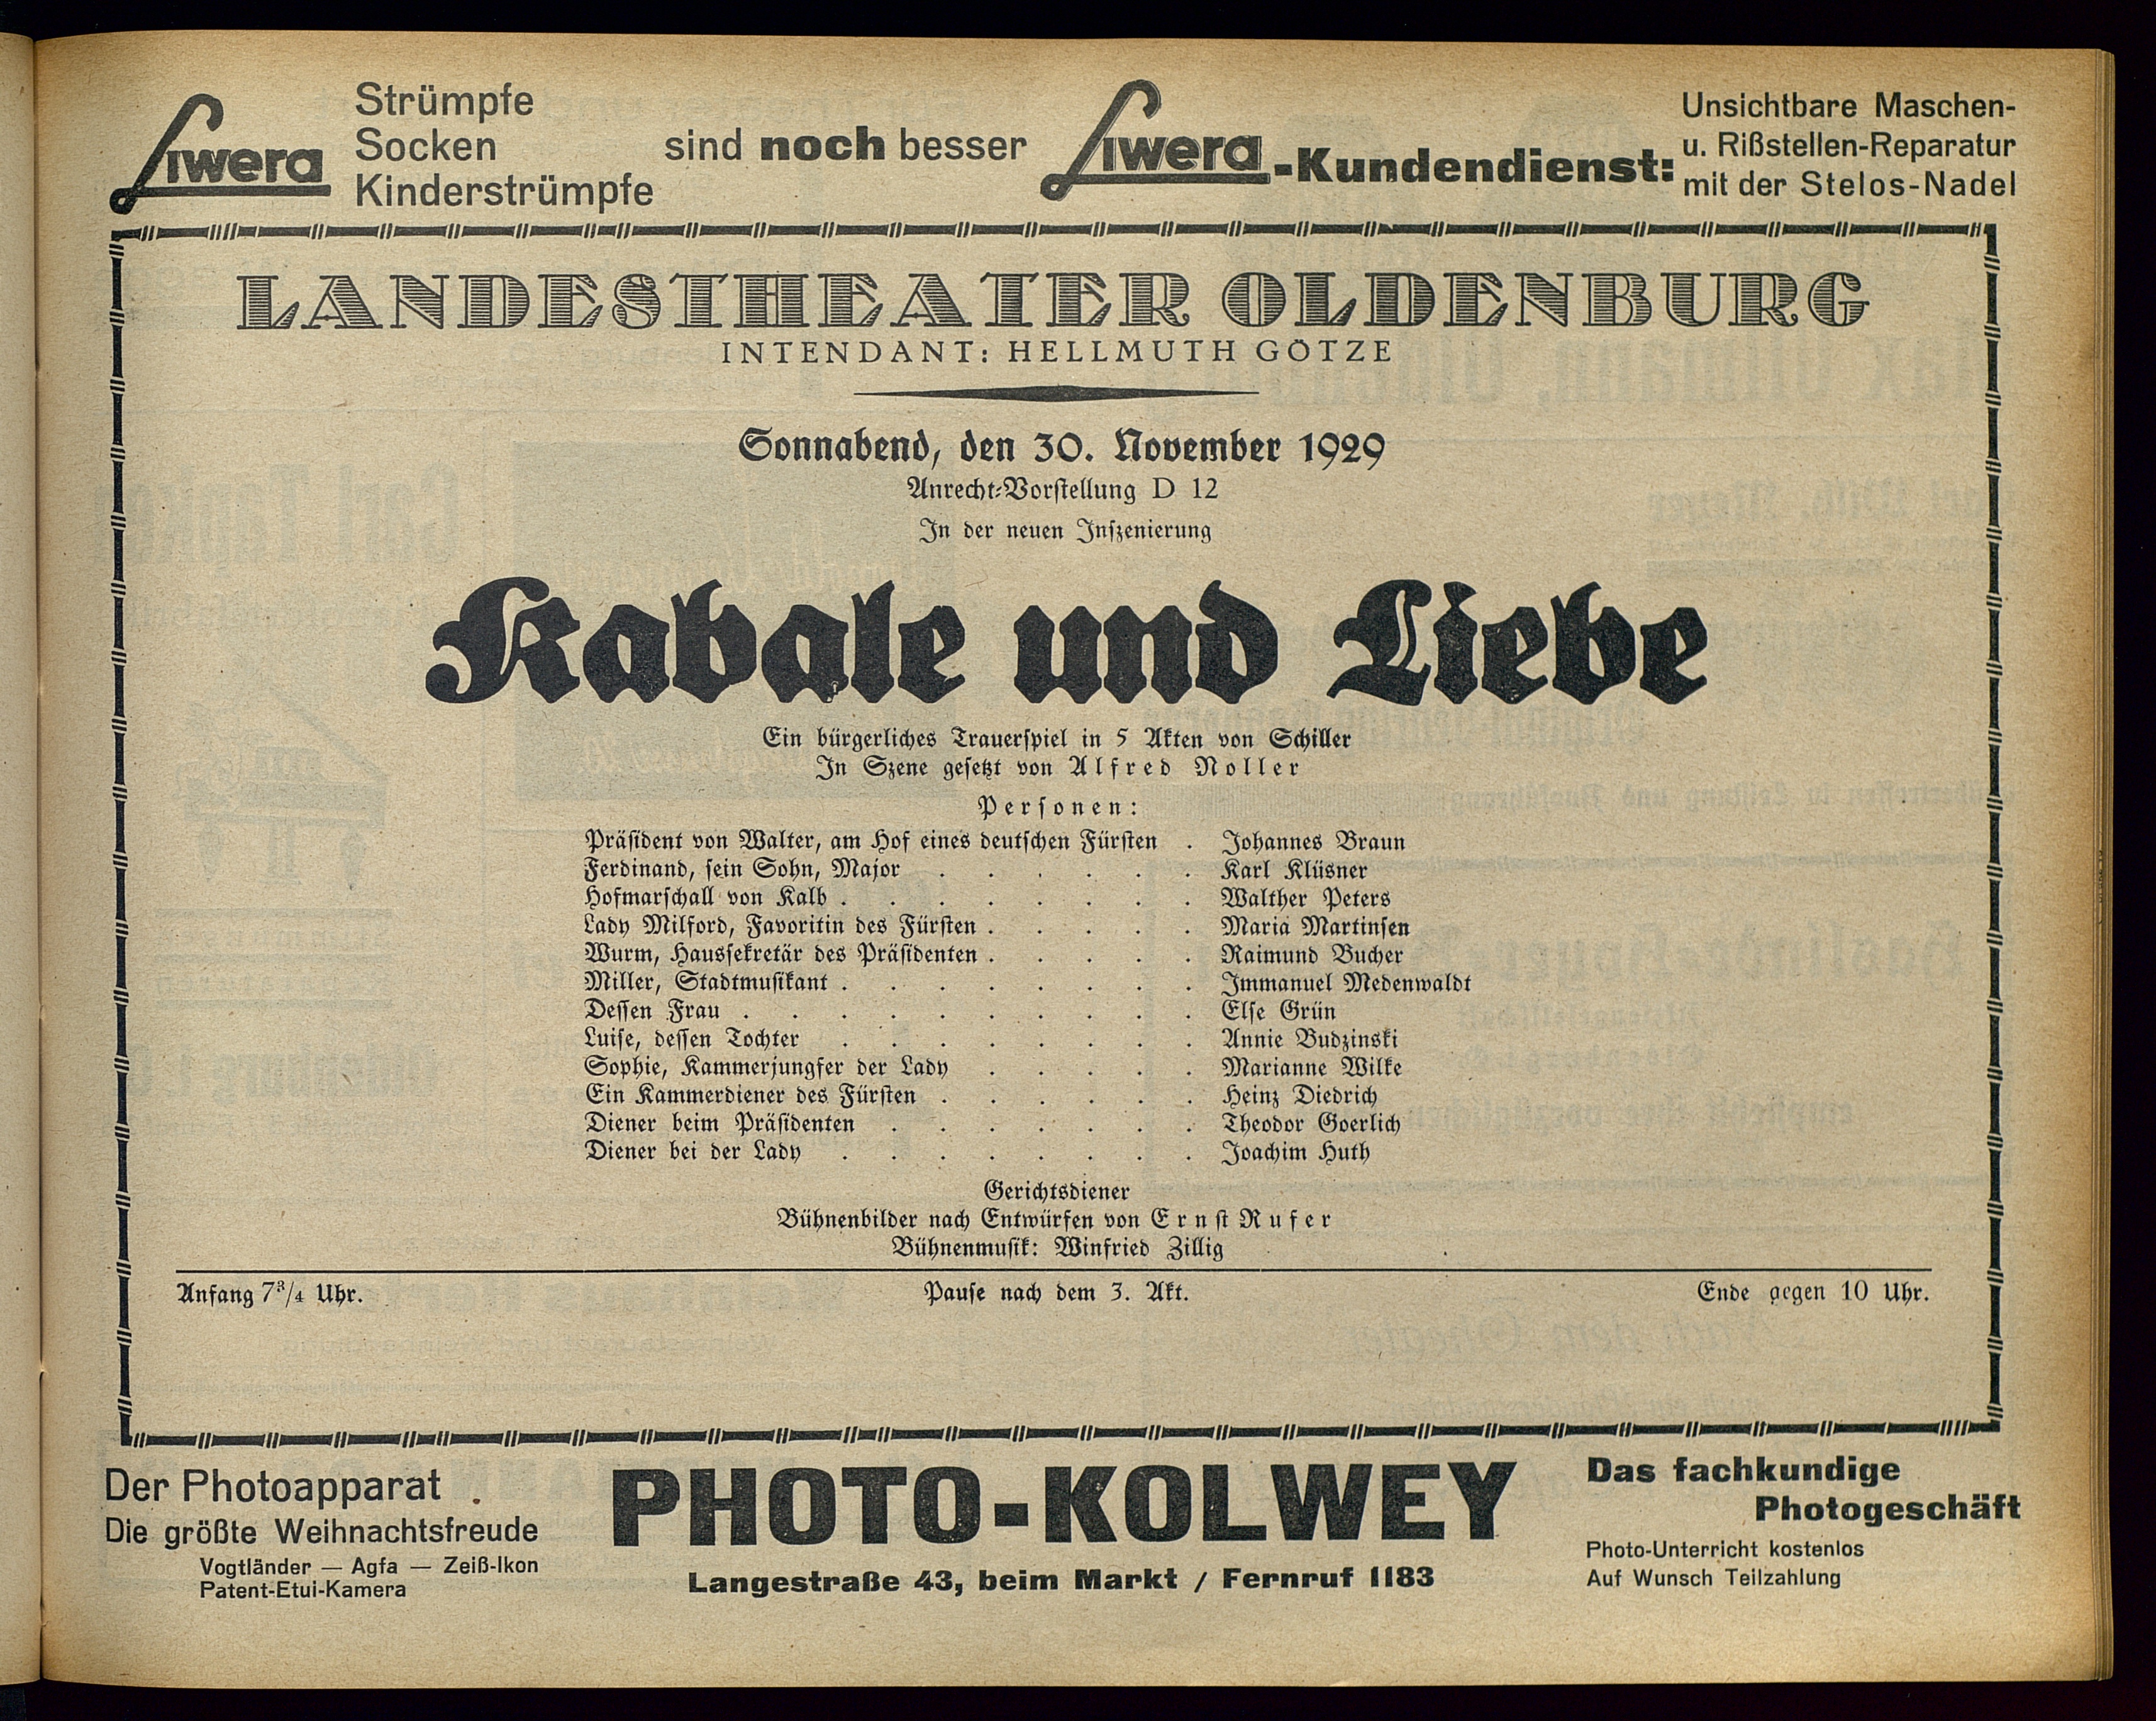 Liwera
Strümpfe
Socken
Kinderstrümpfe
sind noch besser
Liwera-Kundendienst:
Unsichtbare Maschen-
u. Rißstellen-Reparatur
mit der Stelos-Nadel
LANDESTHEATER OLDENBURG
INTENDANT: HELLMUTH GÖTZE
Sonnabend, den 30. November 1929
Anrecht-Vorstellung D 12
In der neuen Inszenierung
Kabale und Liebe
Ein bürgerliches Trauerspiel in 5 Akten von Schiller
In Szene gesetzt von Alfred Noller
Personen:
Präsident von Walter, am Hof eines deutschen Fürsten . Johannes Braun
Ferdinand, sein Sohn, Major . . . . . . Karl Klüsner
Hofmarschall von Kalb . . . . . . . . Walther Peters
Lady Milford, Favoritin des Fürsten . . . . . Maria Martinsen
Wurm, Haussekretär des Präsidenten . . . . . Raimund Bucher
Miller, Stadtmusikant . . . . . . . . Immanuel Medenwaldt
Dessen Frau . . . . . . . . . . Else Grün
Luise, dessen Tochter . . . . . . . . Annie Budzinski
Sophie, Kammerjungfer der Lady . . . . . Marianne Wilke
Ein Kammerdiener des Fürsten . . . . . . Heinz Diedrich
Diener beim Präsidenten . . . . . . . Theodor Goerlich
Diener bei der Lady . . . . . . . . Joachim Huth
Gerichtsdiener
Bühnenbilder nach Entwürfen von Ernst Rufer
Bühnenmusik: Winfried Zillig
Anfang 7 3/4 Uhr. Pause nach dem 3. Akt. Ende gegen 10 Uhr.
Der Photoapparat
Die größte Weihnachtsfreude
Vogtländer — Agfa — Zeiß-Ikon
Patent-Etui-Kamera
PHOTO-KOLWEY
Langestraße 43, beim Markt / Fernruf 1183
Das fachkundige
Photogeschäft
Photo-Unterricht kostenlos
Auf Wunsch Teilzahlung